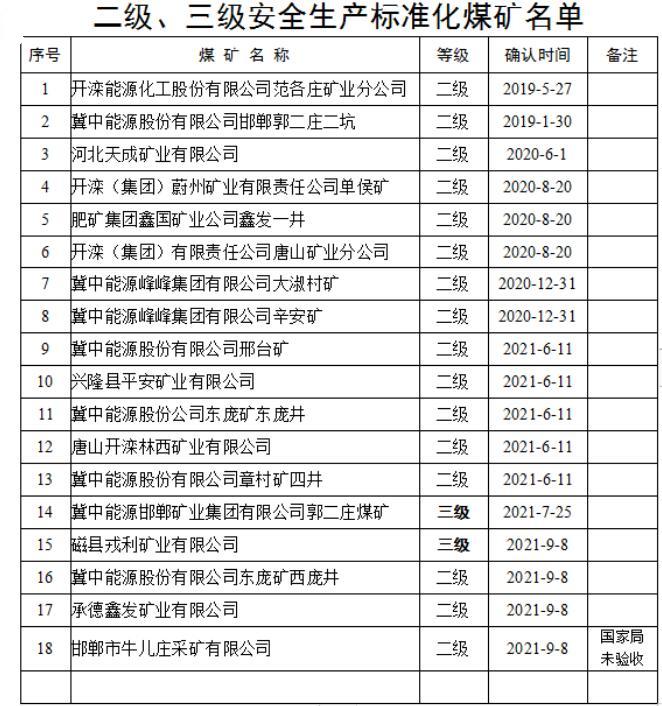 二级、三级安全生产标准化煤矿名单
序号 煤矿名称 等级 确认时间 备注
1 开滦能源化工股份有限公司范各庄矿业分公司 二级 2019-5-27
2 冀中能源股份有限公司邯郸郭二庄二坑 二级 2019-1-30
3 河北天成矿业有限公司 二级 2020-6-1
4 开滦（集团）蔚州矿业有限责任公司单侯矿 二级 2020-8-20
5 肥矿集团鑫国矿业公司鑫发一井 二级 2020-8-20
6 开滦（集团）有限责任公司唐山矿业分公司 二级 2020-8-20
7 冀中能源峰峰集团有限公司大淑村矿 二级 2020-12-31
8 冀中能源峰峰集团有限公司辛安矿 二级 2020-12-31
9 冀中能源股份有限公司邢台矿 二级 2021-6-11
10 兴隆县平安矿业有限公司 二级 2021-6-11
11 冀中能源股份公司东庞矿东庞井 二级 2021-6-11
12 唐山开滦林西矿业有限公司 二级 2021-6-11
13 冀中能源股份有限公司章村矿四井 二级 2021-6-11
14 冀中能源邯郸矿业集团有限公司郭二庄煤矿 三级 2021-7-25
15 磁县戎利矿业有限公司 三级 2021-9-8
16 冀中能源股份有限公司东庞矿西庞井 二级 2021-9-8
17 承德鑫发矿业有限公司 二级 2021-9-8
18 邯郸市牛儿庄采矿有限公司 二级 2021-9-8 国家局
未验收